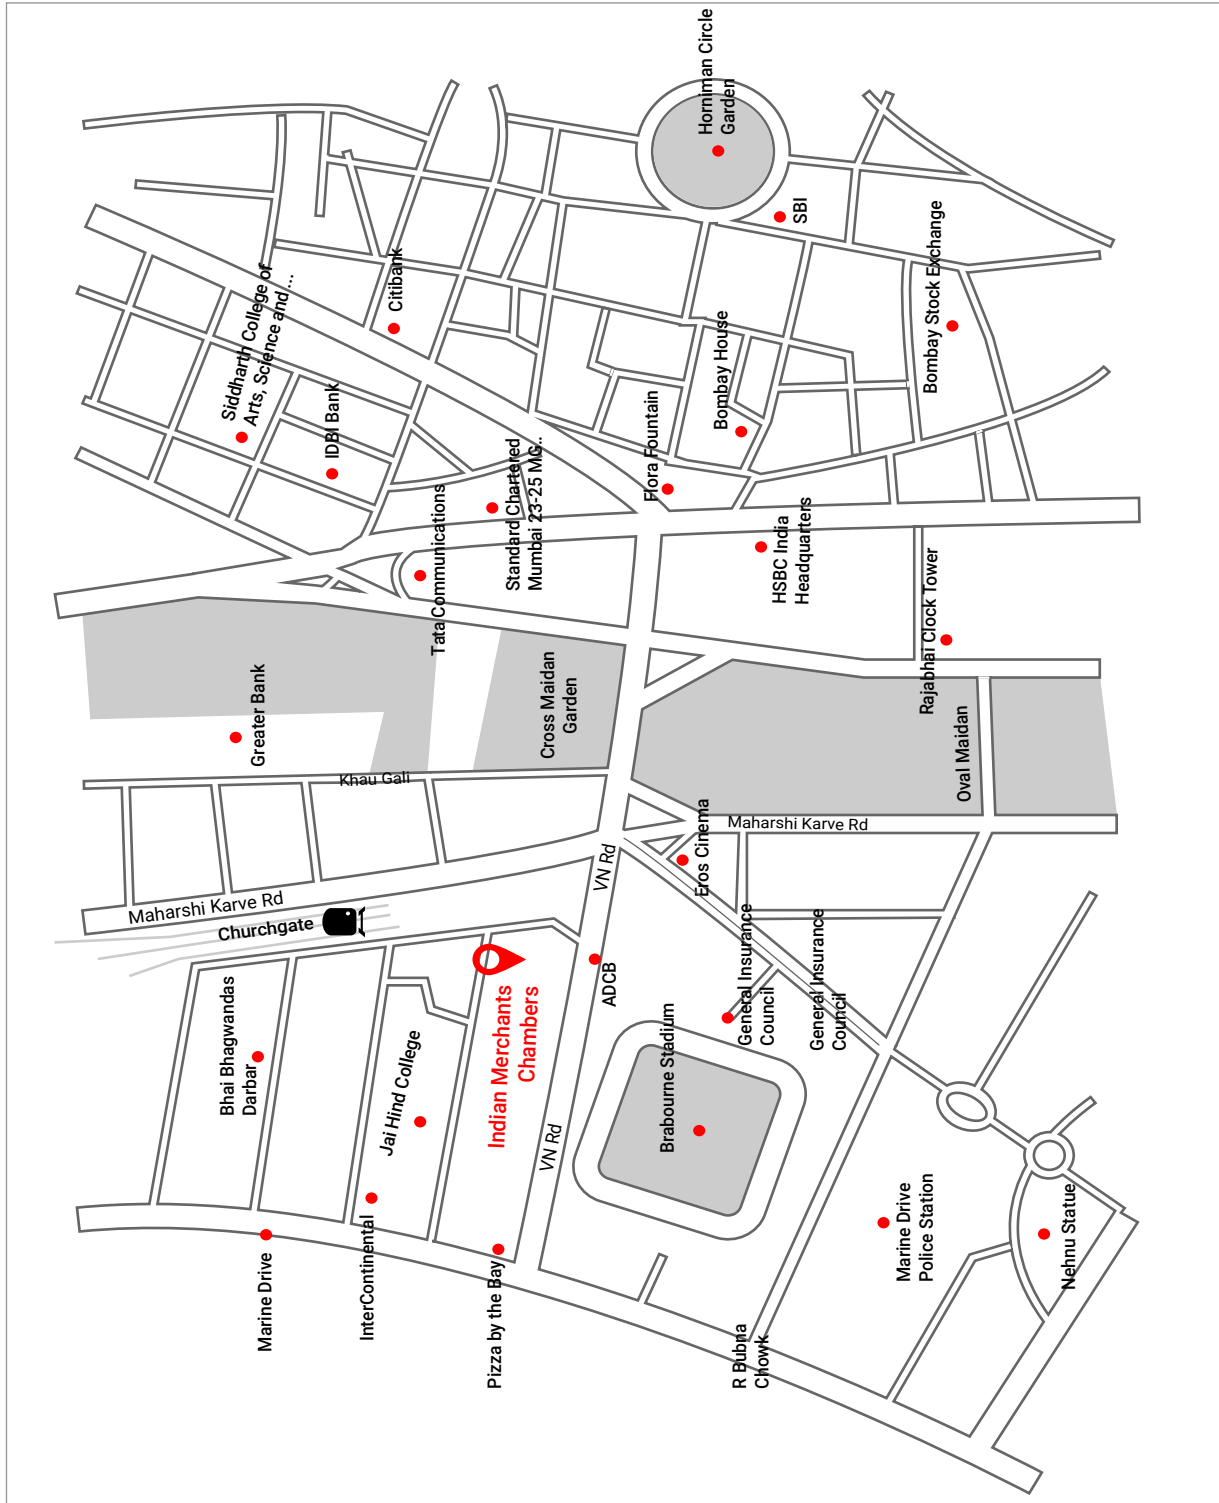 Horniman Circle
Garden
SBI
Bombay Stock Exchange
Citibank
Siddharth College of
Arts, Science and ...
IDBI Bank
Bombay House
Flora Fountain
Standard Chartered
Mumbai 23-25 MG..
Tata Communications
HSBC India
Headquarters
Rajabhai Clock Tower
Greater Bank
Cross Maidan
Garden
Oval Maidan
Khau Gali
Maharshi Karve Rd
Eros Cinema
VN Rd
Maharshi Karve Rd
Churchgate
ADCB
General Insurance
Council
General Insurance
Council
Indian Merchants
Chambers
Bhai Bhagwandas
Darbar
Jai Hind College
Brabourne Stadium
VN Rd
Marine Drive
InterContinental
Pizza by the Bay
R Bubna
Chowk
Marine Drive
Police Station
Nehnu Statue